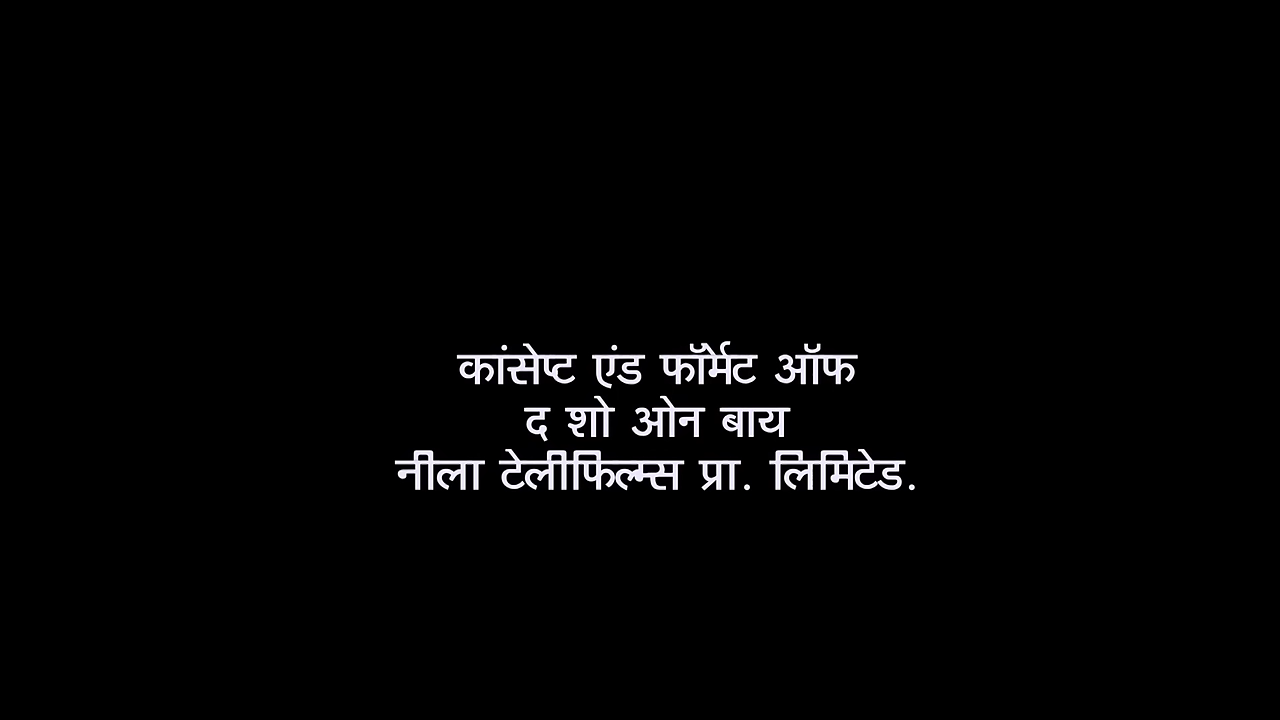 कांसेप्ट एंड फॉर्मेट ऑफ
द शो ओन बाय
नीला टेलीफिल्म्स प्रा. लिमिटेड.